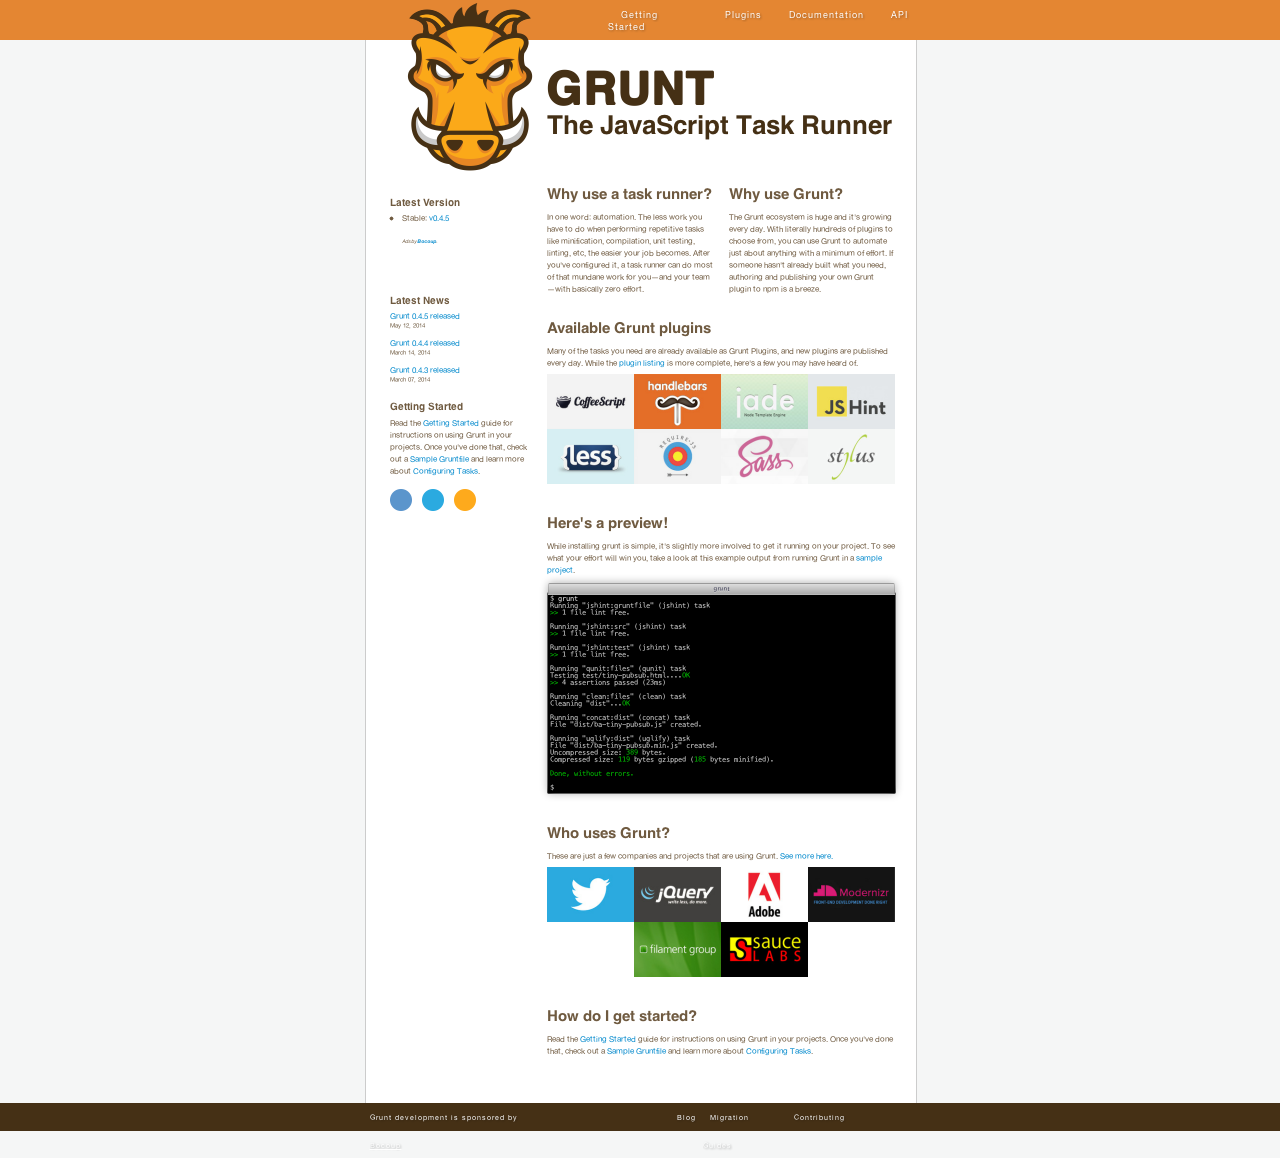 Getting
Started
Plugins
Documentation
API
GRUNT
The JavaScript Task Runner
Latest Version
Stable: v0.4.5
Ads by Bocoup.
Latest News
Grunt 0.4.5 released
May 12, 2014
Grunt 0.4.4 released
March 14, 2014
Grunt 0.4.3 released
March 07, 2014
Getting Started
Read the Getting Started guide for
instructions on using Grunt in your
projects. Once you've done that, check
out a Sample Gruntfile and learn more
about Configuring Tasks.
Why use a task runner?
In one word: automation. The less work you
have to do when performing repetitive tasks
like minification, compilation, unit testing,
linting, etc, the easier your job becomes. After
you've configured it, a task runner can do most
of that mundane work for you—and your team
—with basically zero effort.
Why use Grunt?
The Grunt ecosystem is huge and it's growing
every day. With literally hundreds of plugins to
choose from, you can use Grunt to automate
just about anything with a minimum of effort. If
someone hasn't already built what you need,
authoring and publishing your own Grunt
plugin to npm is a breeze.
Available Grunt plugins
Many of the tasks you need are already available as Grunt Plugins, and new plugins are published
every day. While the plugin listing is more complete, here's a few you may have heard of.
CoffeeScript
handlebars
jade
Node Template Engine
JS Hint
{less}
REQUIRE.JS
Sass
stylus
Here's a preview!
While installing grunt is simple, it's slightly more involved to get it running on your project. To see
what your effort will win you, take a look at this example output from running Grunt in a sample
project.
grunt
$ grunt
Running "jshint:gruntfile" (jshint) task
>> 1 file lint free.
Running "jshint:src" (jshint) task
>> 1 file lint free.
Running "jshint:test" (jshint) task
>> 1 file lint free.
Running "qunit:files" (qunit) task
Testing test/tiny-pubsub.html....OK
>> 4 assertions passed (23ms)
Running "clean:files" (clean) task
Cleaning "dist"...OK
Running "concat:dist" (concat) task
File "dist/ba-tiny-pubsub.js" created.
Running "uglify:dist" (uglify) task
File "dist/ba-tiny-pubsub.min.js" created.
Uncompressed size: 389 bytes.
Compressed size: 119 bytes gzipped (185 bytes minified).
Done, without errors.
$
Who uses Grunt?
These are just a few companies and projects that are using Grunt. See more here.
jQuery
write less, do more.
Adobe
Modernizr
FRONT-END DEVELOPMENT DONE RIGHT
filament group
sauce
LABS
How do I get started?
Read the Getting Started guide for instructions on using Grunt in your projects. Once you've done
that, check out a Sample Gruntfile and learn more about Configuring Tasks.
Grunt development is sponsored by
Blog
Migration
Contributing
Bocoup
Guides